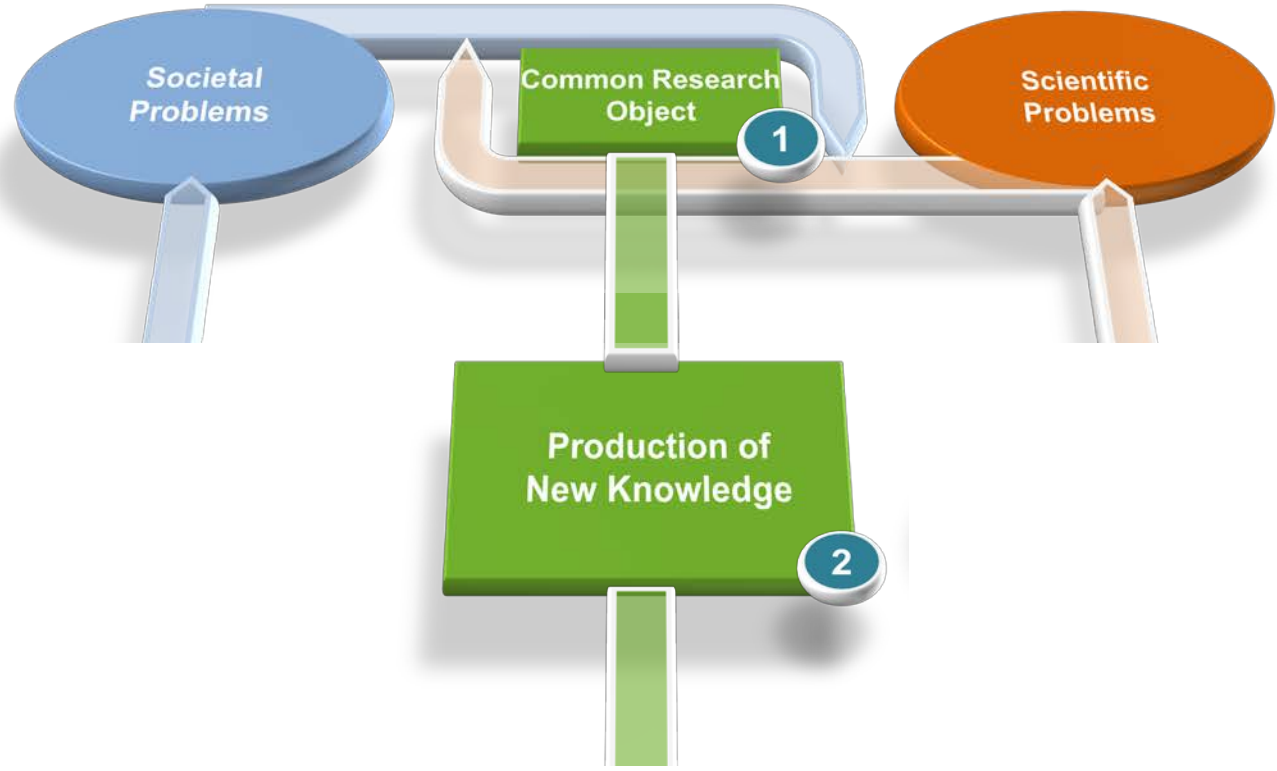 Societal
Problems
Common Research
Object
1
Scientific
Problems
Production of
New Knowledge
2